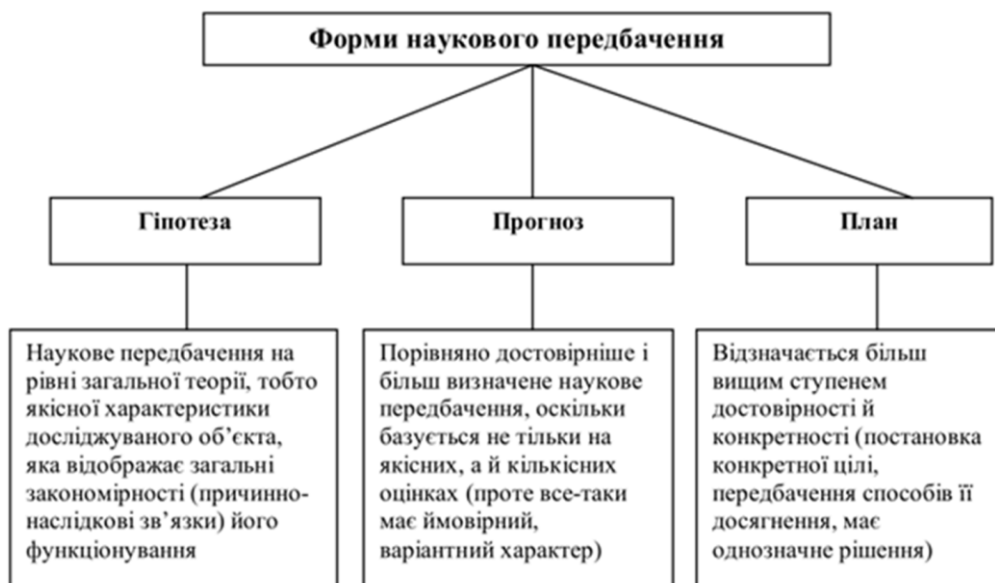 Форми наукового передбачення
Гіпотеза
Прогноз
План
Наукове передбачення на
рівні загальної теорії, тобто
якісної характеристики
досліджуваного об’єкта,
яка відображає загальні
закономірності (причинно-
наслідкові зв’язки) його
функціонування
Порівняно достовірніше і
більш визначене наукове
передбачення, оскільки
базується не тільки на
якісних, а й кількісних
оцінках (проте все-таки
має ймовірний,
варіантний характер)
Відзначається більш
вищим ступенем
достовірності й
конкретності (постановка
конкретної цілі,
передбачення способів її
досягнення, має
однозначне рішення)